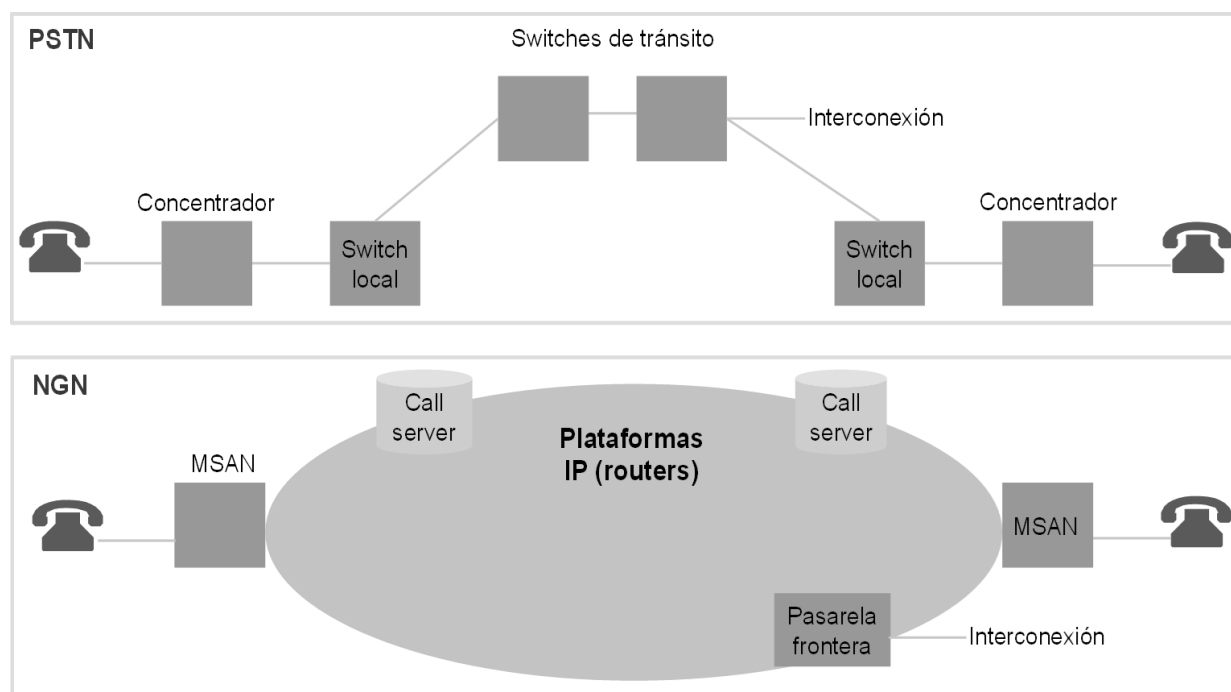 PSTN
Switches de tránsito
Interconexión
Concentrador
Concentrador
Switch
local
Switch
local
NGN
Call
server
Call
server
Plataformas
IP (routers)
MSAN
MSAN
Pasarela
frontera
Interconexión